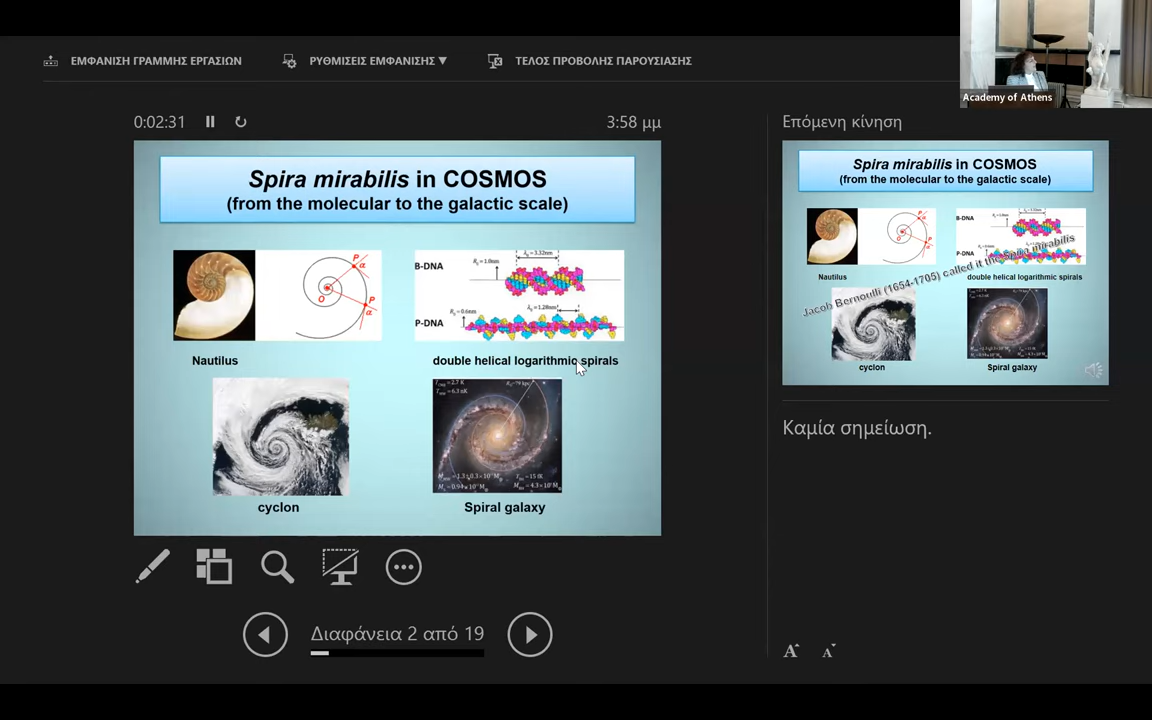 ΕΜΦΑΝΙΣΗ ΓΡΑΜΜΗΣ ΕΡΓΑΣΙΩΝ
ΡΥΘΜΙΣΕΙΣ ΕΜΦΑΝΙΣΗΣ ▼
ΤΕΛΟΣ ΠΡΟΒΟΛΗΣ ΠΑΡΟΥΣΙΑΣΗΣ
Academy of Athens
0:02:31
3:58 μμ
Spira mirabilis in COSMOS
(from the molecular to the galactic scale)
P
α
O
P
α
B-DNA
P-DNA
Nautilus
double helical logarithmic spirals
cyclon
Spiral galaxy
Διαφάνεια 2 από 19
Επόμενη κίνηση
Spira mirabilis in COSMOS
(from the molecular to the galactic scale)
B-DNA
P-DNA
Nautilus
double helical logarithmic spirals
Jacob Bernoulli (1654-1705) called it the Spira mirabilis
cyclon
Spiral galaxy
Καμία σημείωση.